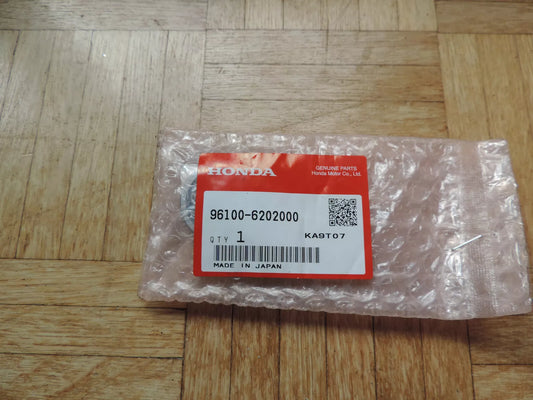 HONDA
GENUINE PARTS
Honda Motor Co., Ltd.
96100-6202000
QTY 1
KA9T07
MADE IN JAPAN